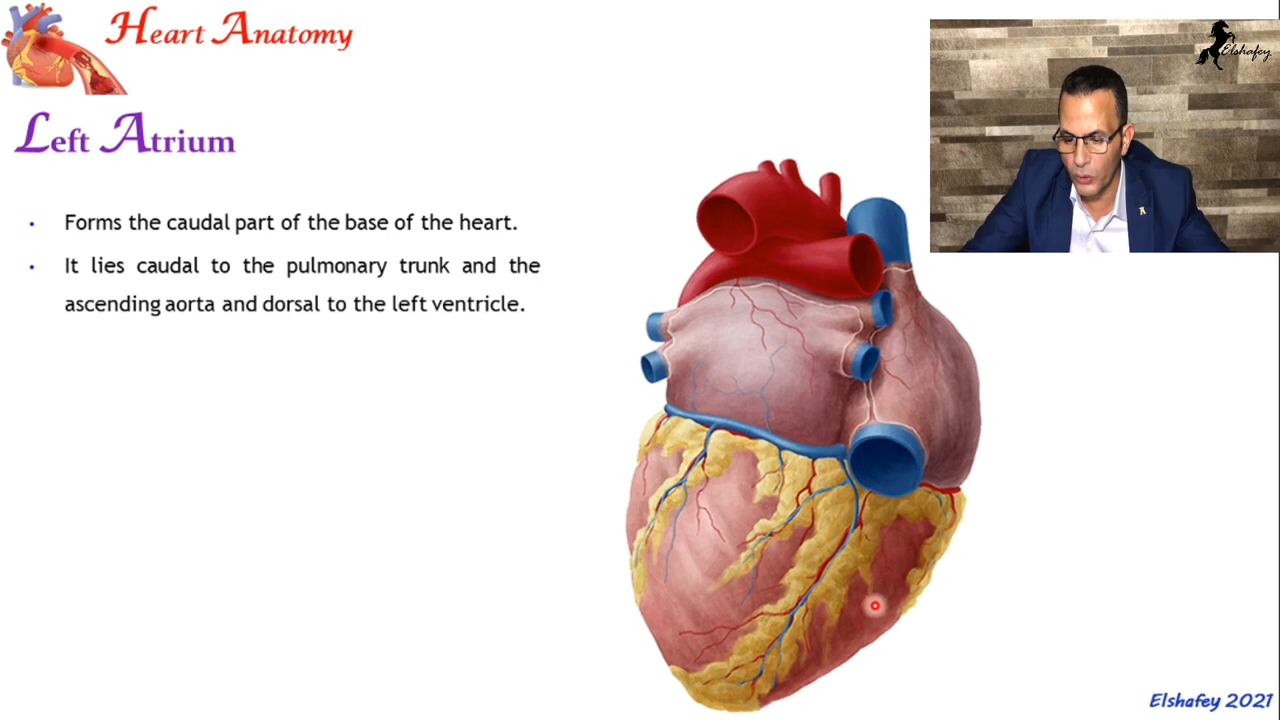 Heart Anatomy
Elshafey
Left Atrium
• Forms the caudal part of the base of the heart.
• It lies caudal to the pulmonary trunk and the
ascending aorta and dorsal to the left ventricle.
Elshafey 2021